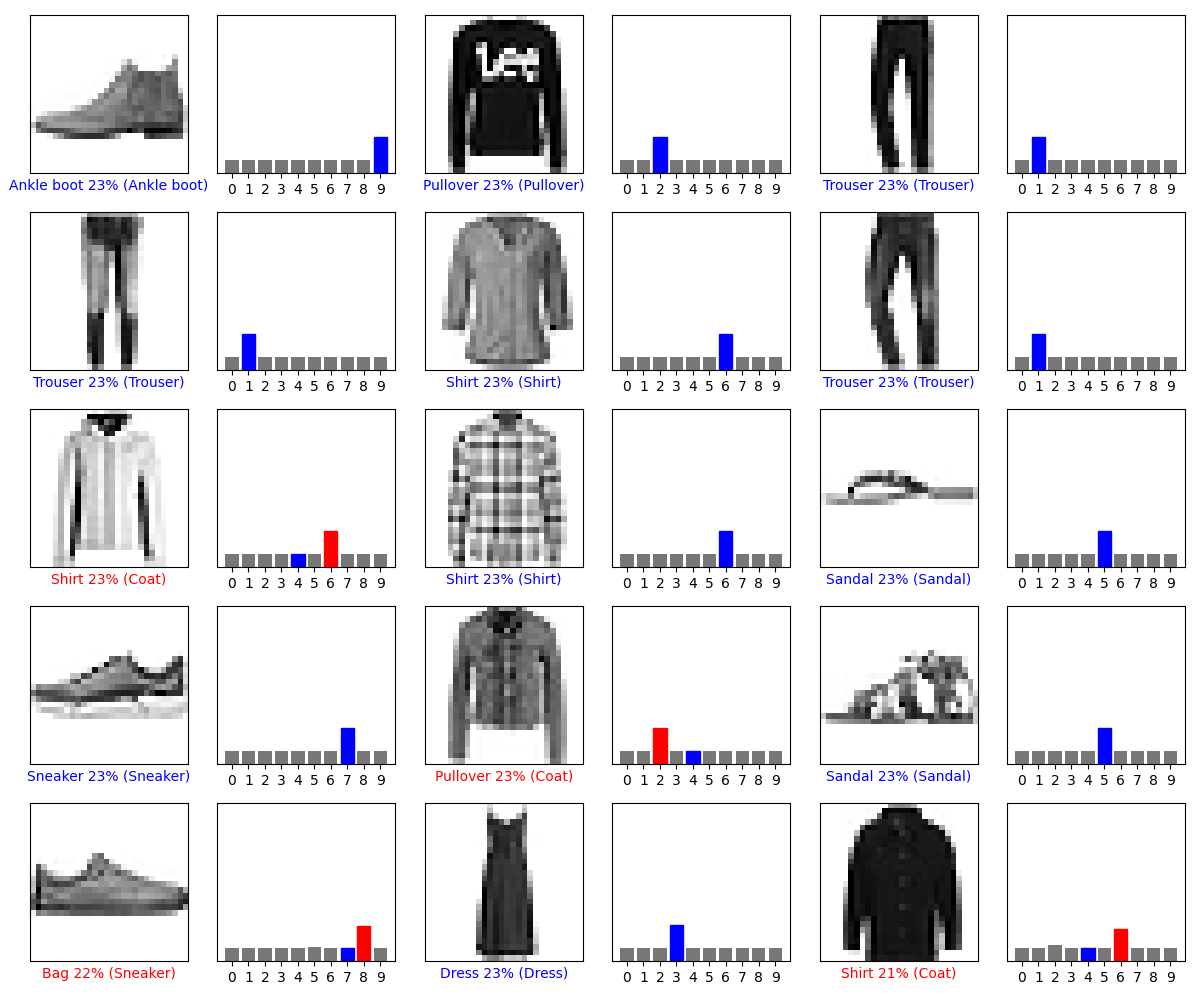 Lee
0 1 2 3 4 5 6 7 8 9
0 1 2 3 4 5 6 7 8 9
0 1 2 3 4 5 6 7 8 9
Ankle boot 23% (Ankle boot)
Pullover 23% (Pullover)
Trouser 23% (Trouser)
0 1 2 3 4 5 6 7 8 9
0 1 2 3 4 5 6 7 8 9
0 1 2 3 4 5 6 7 8 9
Trouser 23% (Trouser)
Shirt 23% (Shirt)
Trouser 23% (Trouser)
0 1 2 3 4 5 6 7 8 9
0 1 2 3 4 5 6 7 8 9
0 1 2 3 4 5 6 7 8 9
Shirt 23% (Coat)
Shirt 23% (Shirt)
Sandal 23% (Sandal)
0 1 2 3 4 5 6 7 8 9
0 1 2 3 4 5 6 7 8 9
0 1 2 3 4 5 6 7 8 9
Sneaker 23% (Sneaker)
Pullover 23% (Coat)
Sandal 23% (Sandal)
0 1 2 3 4 5 6 7 8 9
0 1 2 3 4 5 6 7 8 9
0 1 2 3 4 5 6 7 8 9
Bag 22% (Sneaker)
Dress 23% (Dress)
Shirt 21% (Coat)